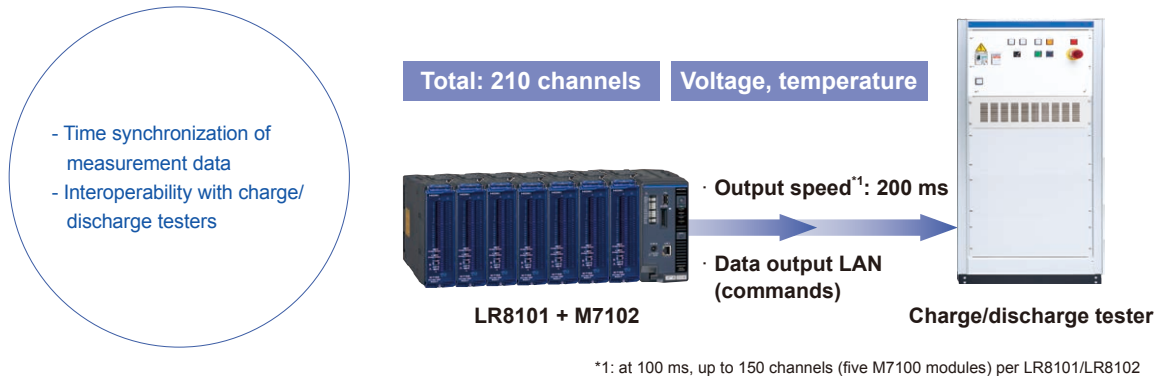 - Time synchronization of
measurement data
- Interoperability with charge/
discharge testers
Total: 210 channels
Voltage, temperature
· Output speed*1: 200 ms
· Data output LAN
(commands)
LR8101 + M7102
Charge/discharge tester
*1: at 100 ms, up to 150 channels (five M7100 modules) per LR8101/LR8102